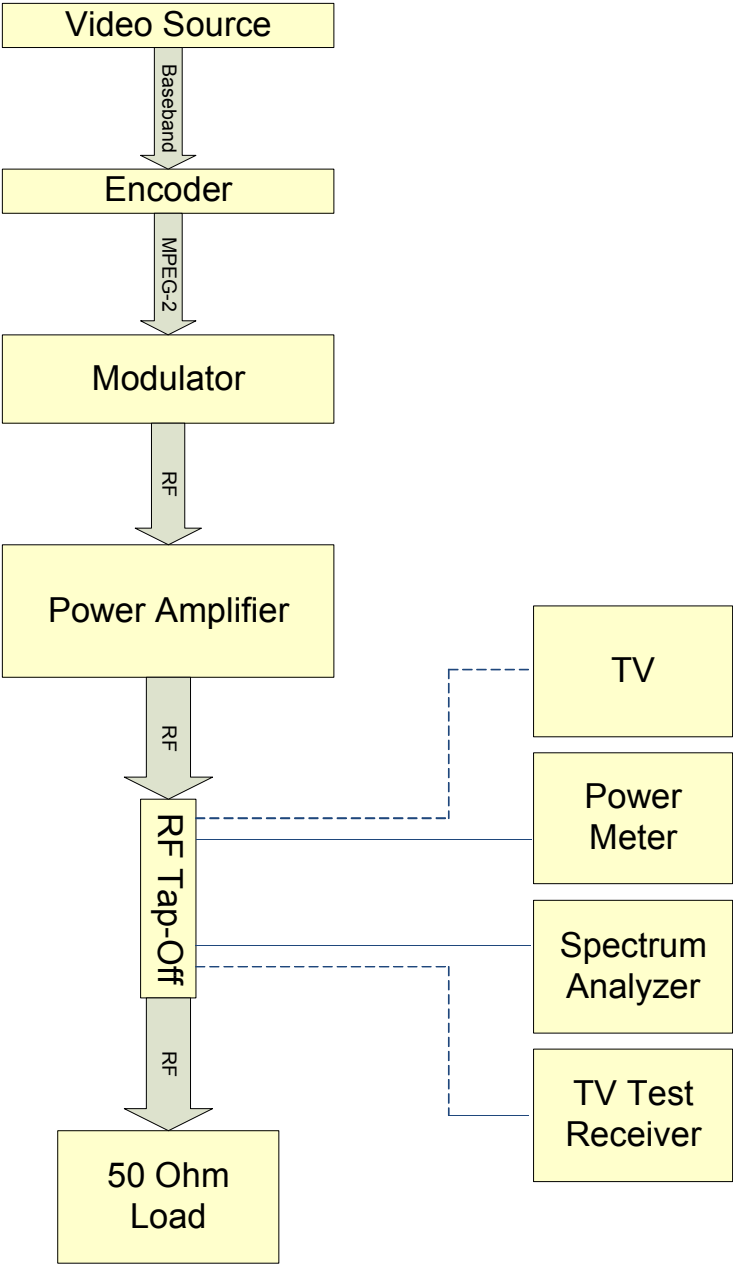 Video Source
Baseband
Encoder
MPEG-2
Modulator
RF
Power Amplifier
RF
RF Tap-Off
RF
50 Ohm
Load
TV
Power
Meter
Spectrum
Analyzer
TV Test
Receiver